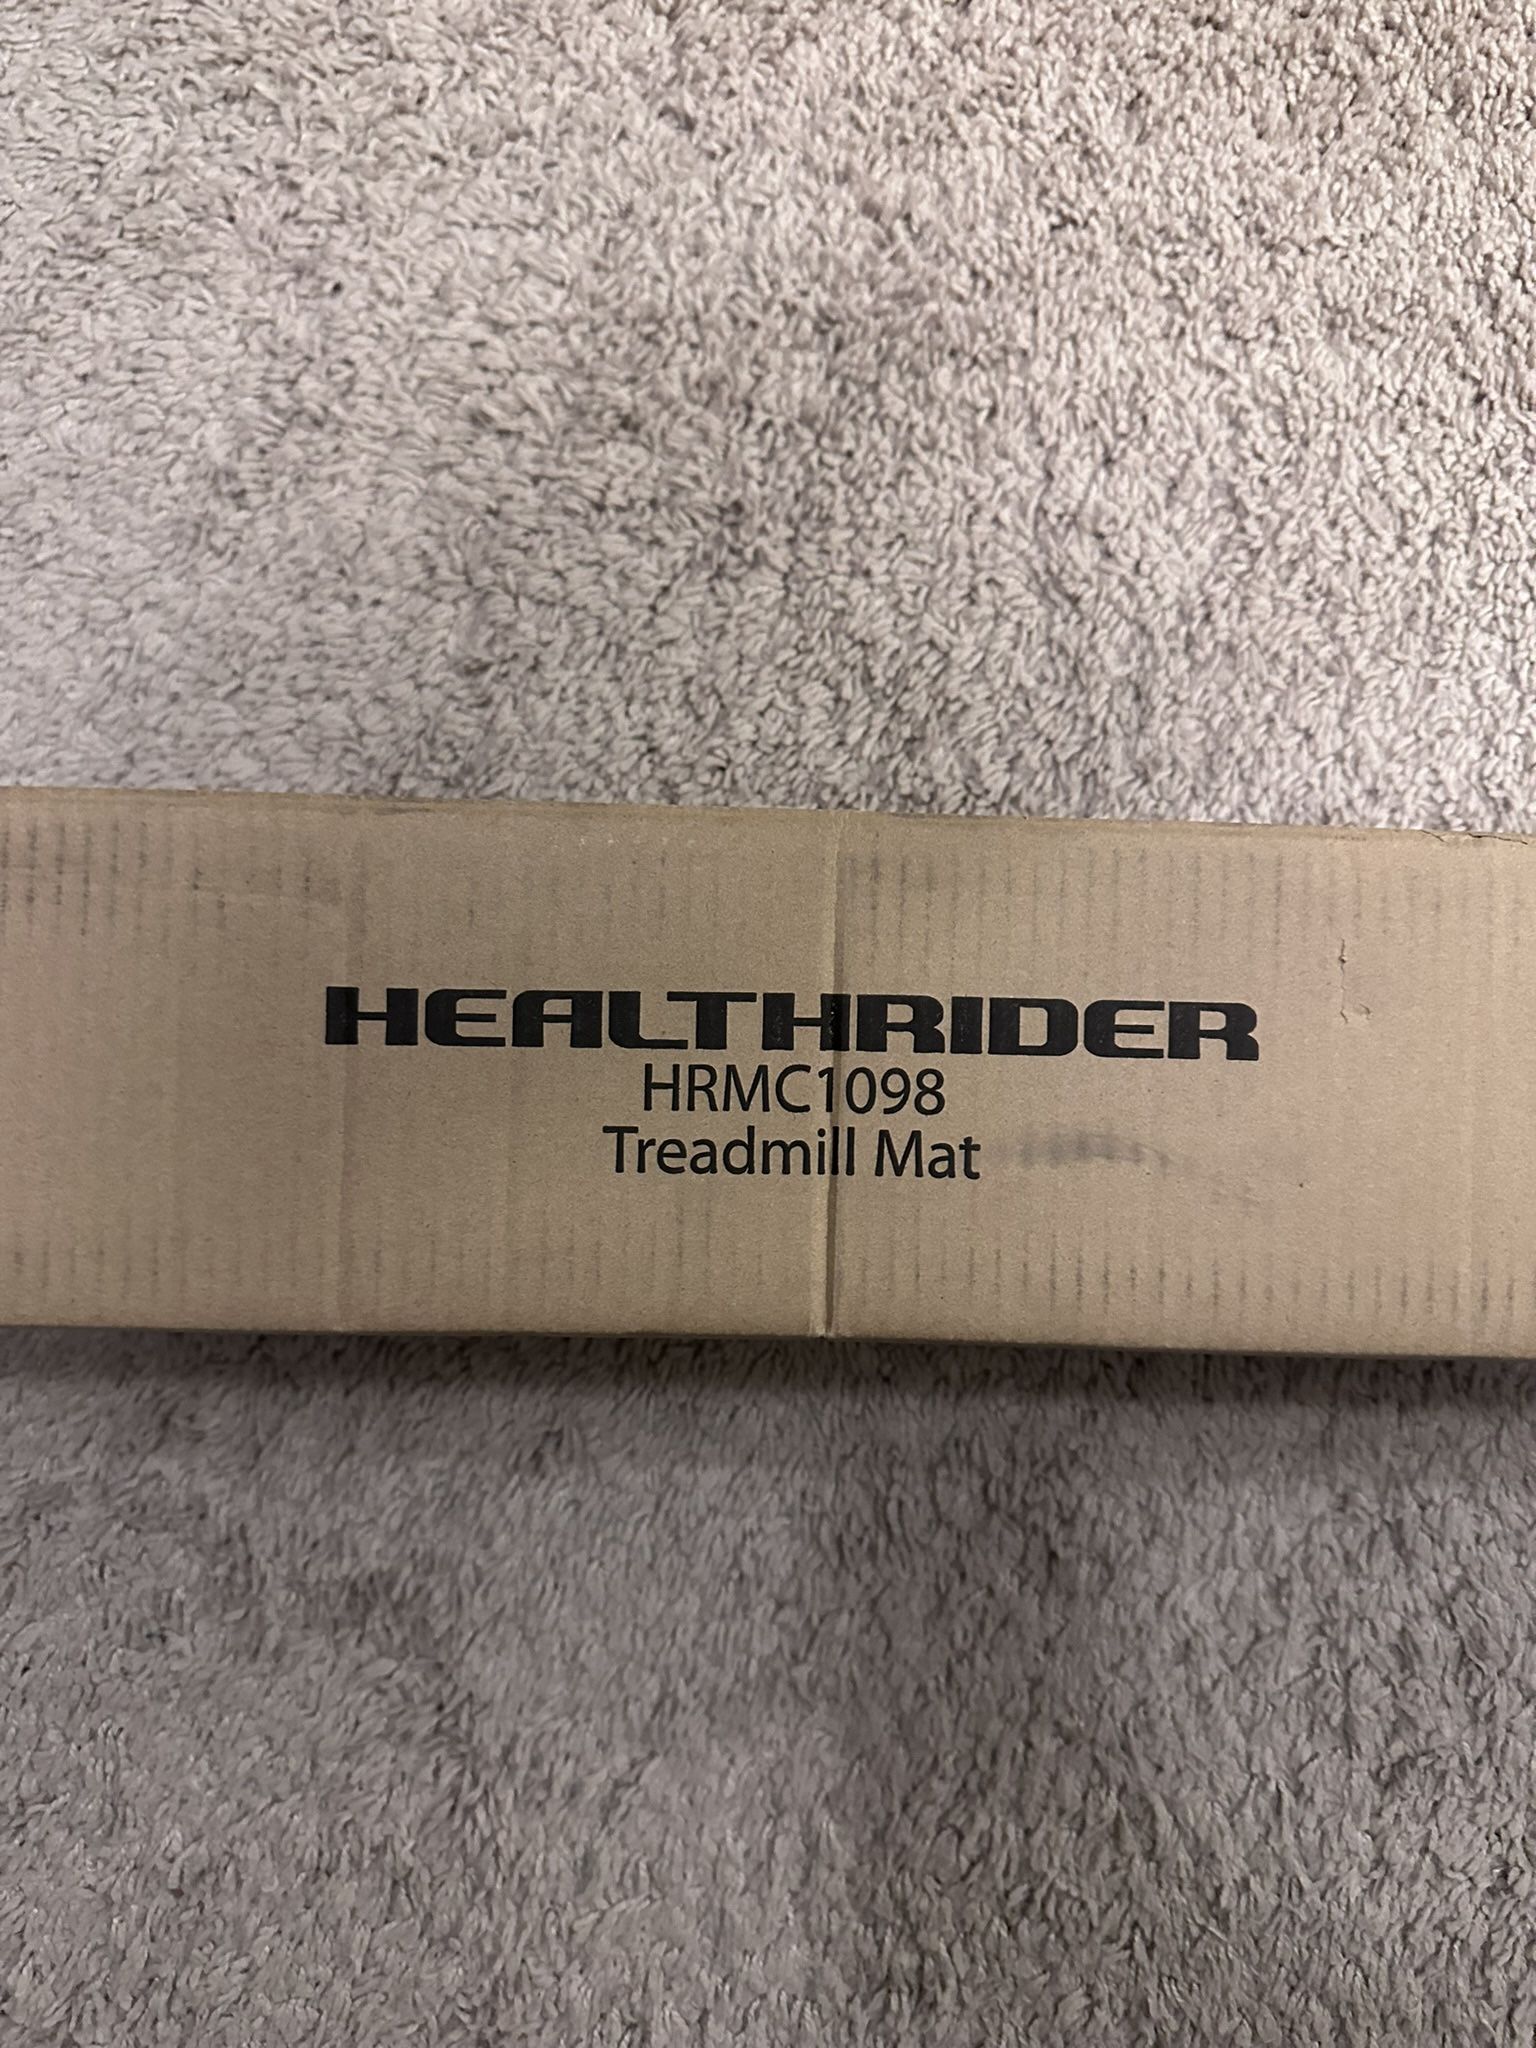 HEALTHRIDER
HRMC1098
Treadmill Mat